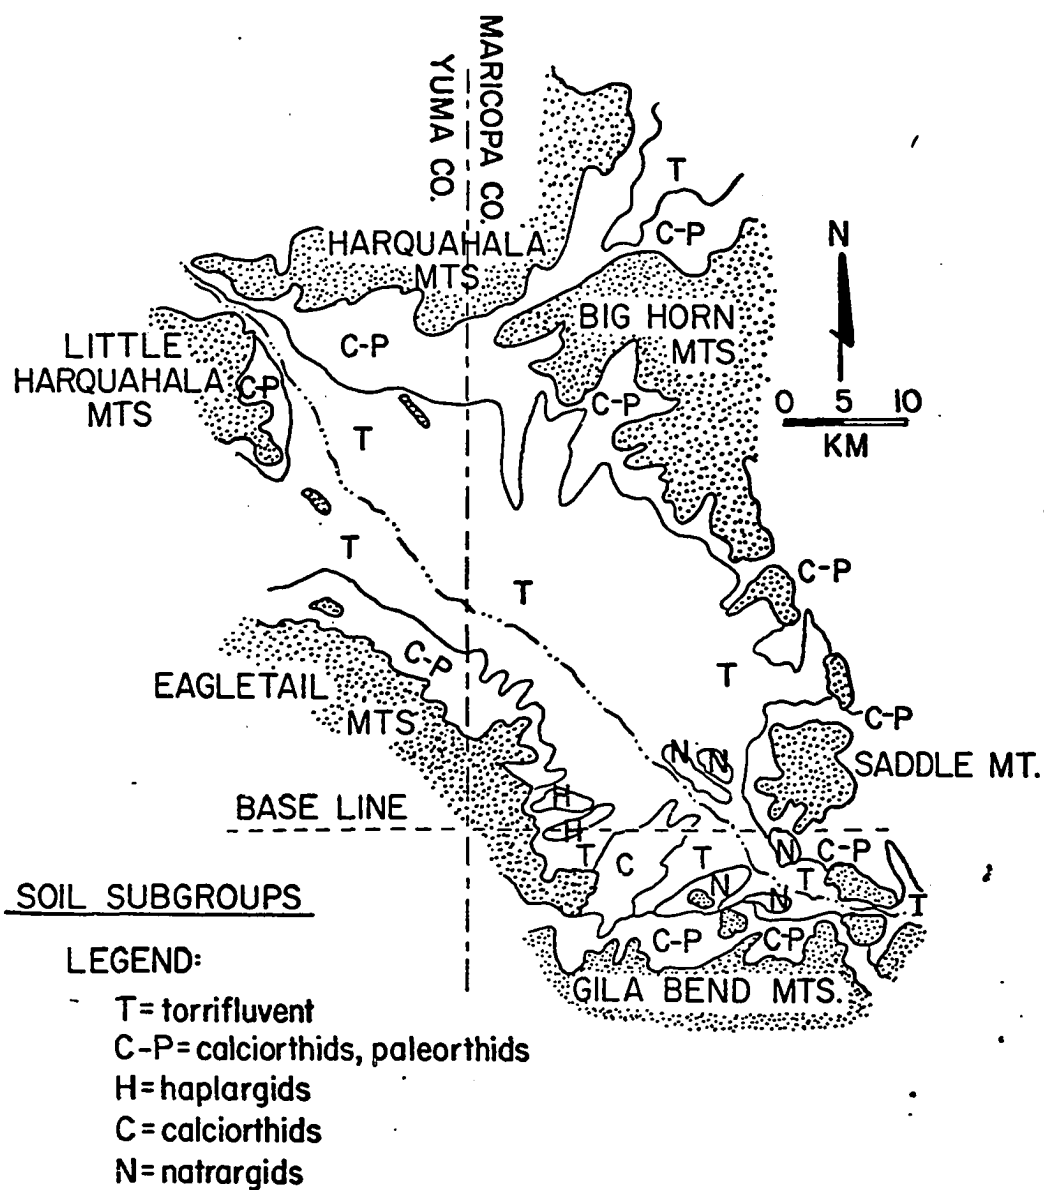 MARICOPA CO.
YUMA CO.
T
C-P
HARQUAHALA
MTS
N
BIG HORN
MTS.
LITTLE
HARQUAHALA
MTS
C-P
C-P
C-P
0 5 10
KM
T
T
T
C-P
C-P
T
EAGLETAIL
MTS
C-P
SADDLE MT.
N
N
H
BASE LINE
H
T
C
T
N
C-P
N
N
T
T
C-P
C-P
GILA BEND MTS.
SOIL SUBGROUPS
LEGEND:
T=torrifluvent
C-P=calciorthids, paleorthids
H=haplargids
C=calciorthids
N=natrargids